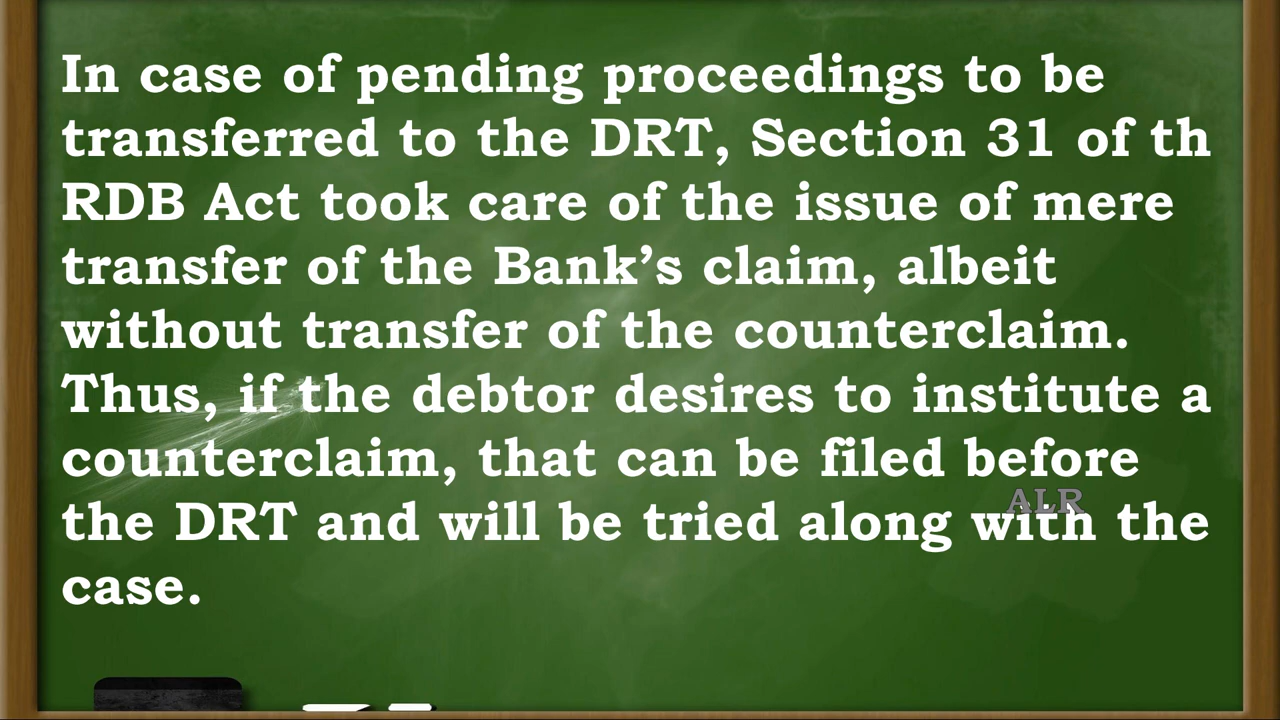 In case of pending proceedings to be
transferred to the DRT, Section 31 of th
RDB Act took care of the issue of mere
transfer of the Bank’s claim, albeit
without transfer of the counterclaim.
Thus, if the debtor desires to institute a
counterclaim, that can be filed before
ALR
the DRT and will be tried along with the
case.